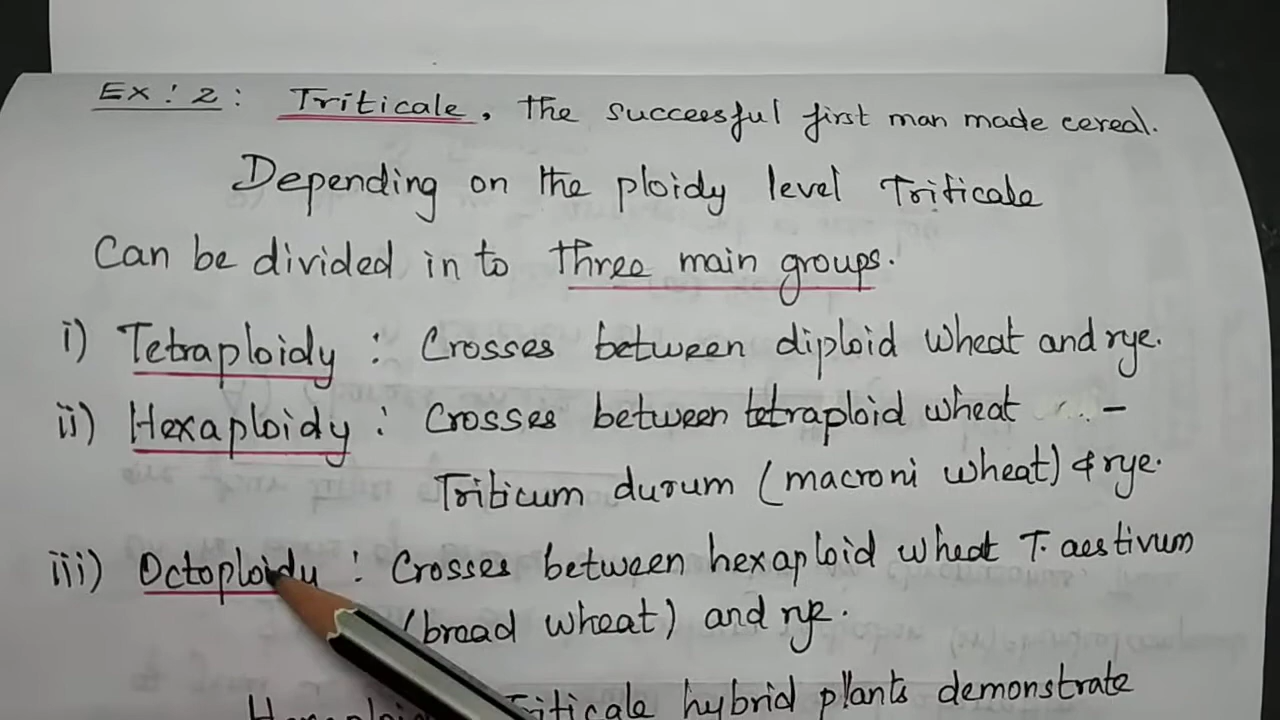 Ex : 2 : Triticale, The successful first man made cereal.
Depending on the ploidy level Triticale
Can be divided in to three main groups.
i) Tetraploidy : Crosses between diploid wheat and rye.
ii) Hexaploidy : Crosses between tetraploid wheat -
Triticum durum (macroni wheat) & rye.
iii) Octoploidy : Crosses between hexaploid wheat T. aestivum
(bread wheat) and rye.
hybrid plants demonstrate